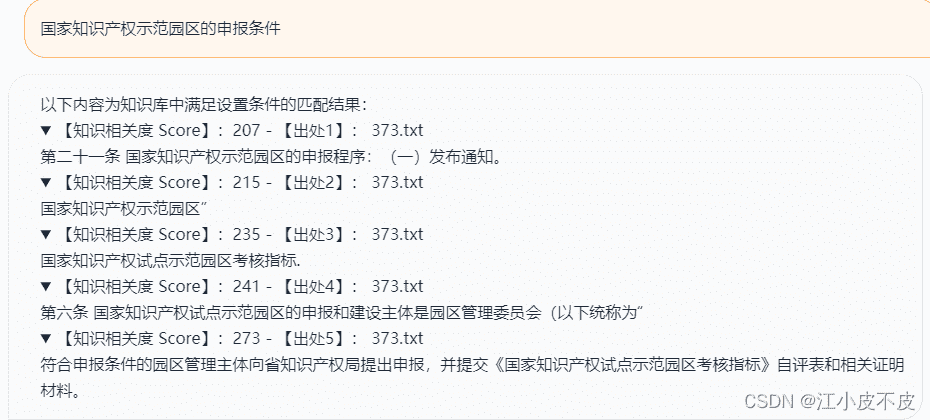 国家知识产权示范园区的申报条件
以下内容为知识库中满足设置条件的匹配结果：
▼ 【知识相关度 Score】：207 - 【出处1】： 373.txt
第二十一条 国家知识产权示范园区的申报程序：（一）发布通知。
▼ 【知识相关度 Score】：215 - 【出处2】： 373.txt
国家知识产权示范园区”
▼ 【知识相关度 Score】：235 - 【出处3】： 373.txt
国家知识产权试点示范园区考核指标.
▼ 【知识相关度 Score】：241 - 【出处4】： 373.txt
第六条 国家知识产权试点示范园区的申报和建设主体是园区管理委员会（以下统称为”
▼ 【知识相关度 Score】：273 - 【出处5】： 373.txt
符合申报条件的园区管理主体向省知识产权局提出申报，并提交《国家知识产权试点示范园区考核指标》自评表和相关证明
材料。
CSDN @江小皮不皮